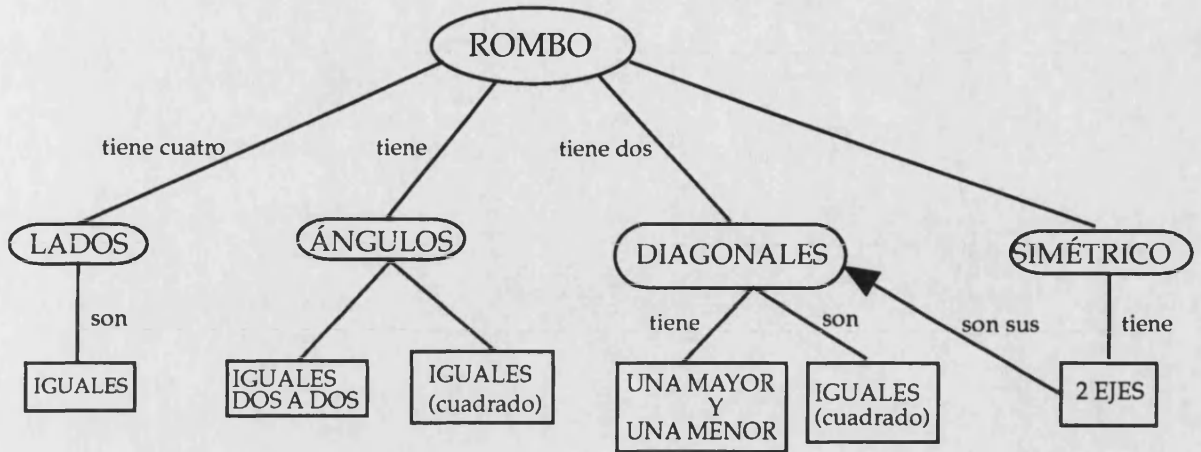 ROMBO
tiene cuatro
tiene
tiene dos
LADOS
ÁNGULOS
DIAGONALES
SIMÉTRICO
son
tiene
son
son sus
tiene
IGUALES
IGUALES
DOS A DOS
IGUALES
(cuadrado)
UNA MAYOR
Y
UNA MENOR
IGUALES
(cuadrado)
2 EJES